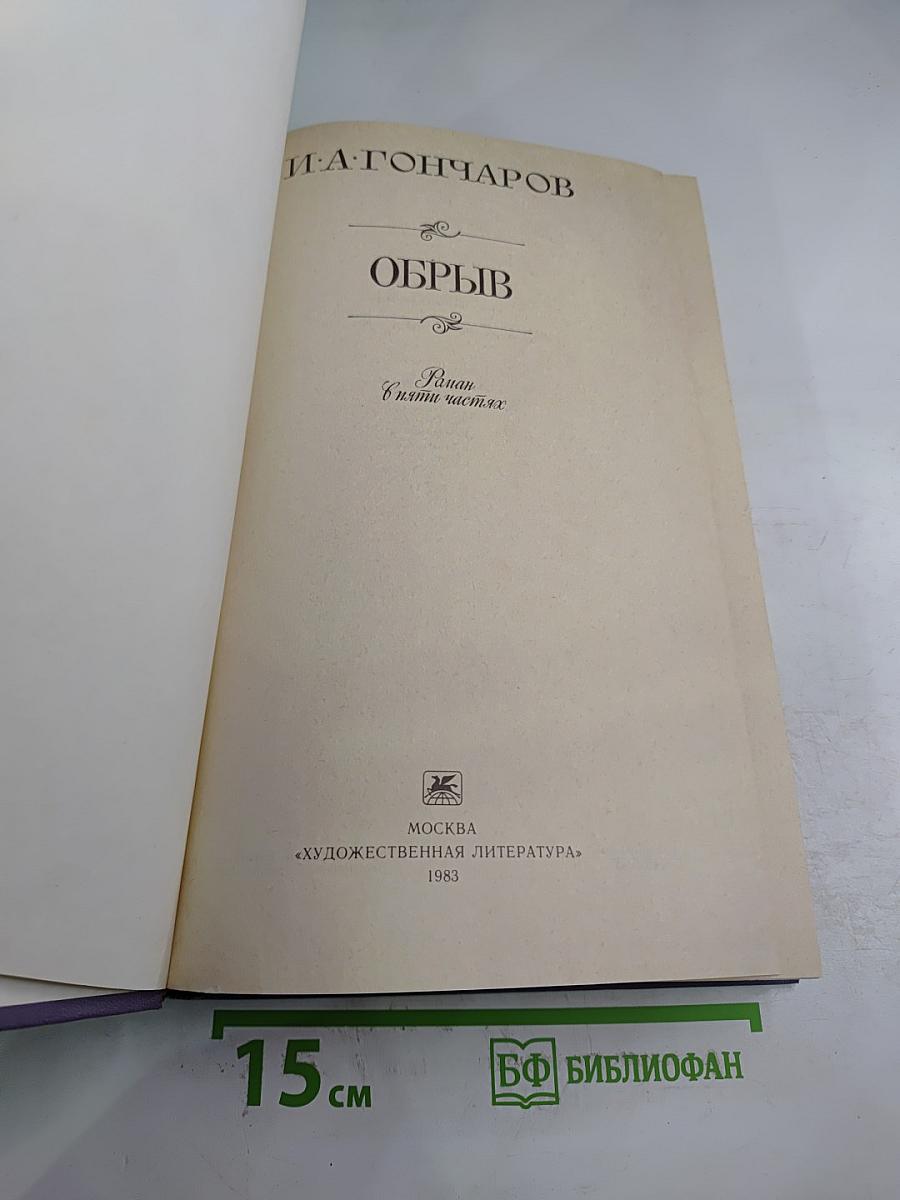 И·А·ГОНЧАРОВ
ОБРЫВ
Роман
в пяти частях
МОСКВА
«ХУДОЖЕСТВЕННАЯ ЛИТЕРАТУРА»
1983
15 см
БФ БИБЛИОФАН